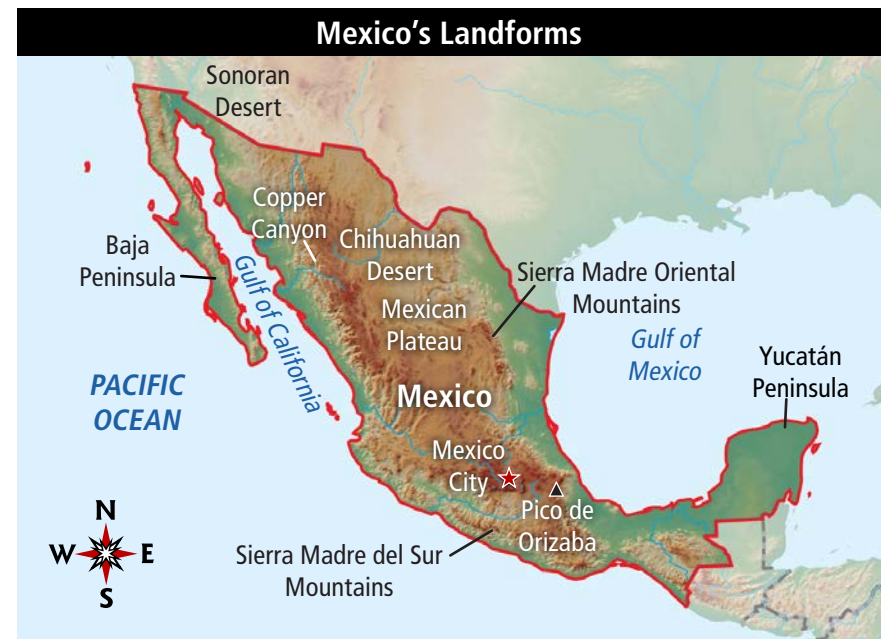 Mexico's Landforms
Sonoran
Desert
Copper
Canyon
Chihuahuan
Desert
Baja
Peninsula
Gulf of California
Sierra Madre Oriental
Mountains
Mexican
Plateau
Gulf of
Mexico
Yucatán
Peninsula
PACIFIC
OCEAN
Mexico
Mexico
City
Pico de
Orizaba
Sierra Madre del Sur
Mountains
N
W
E
S